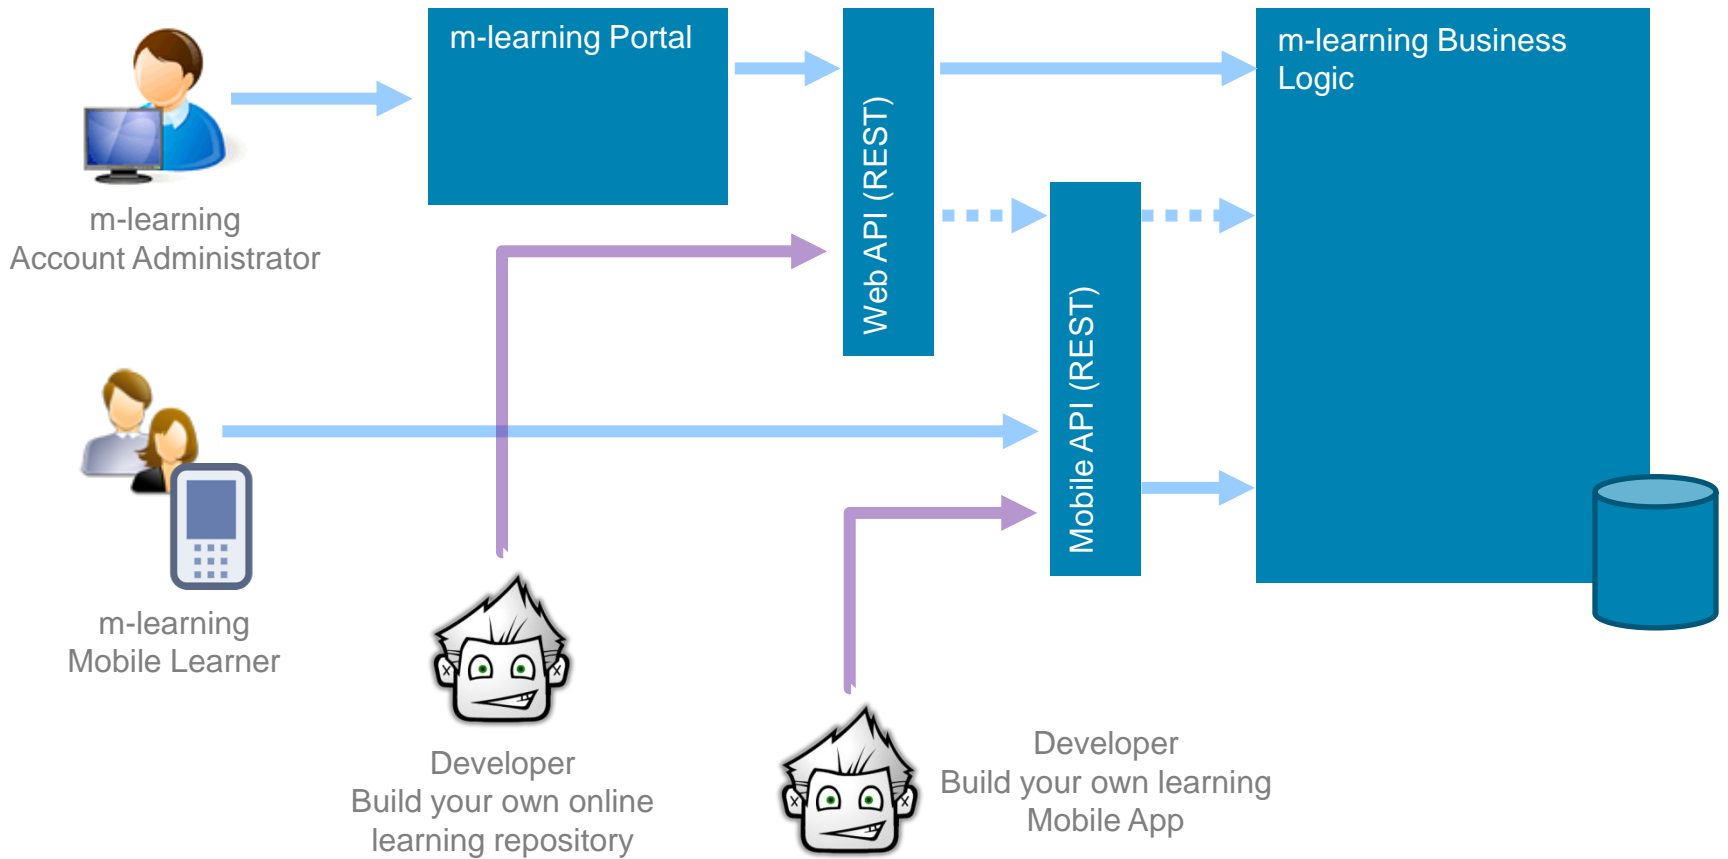 m-learning Portal
m-learning Business
Logic
Web API (REST)
Mobile API (REST)
m-learning
Account Administrator
m-learning
Mobile Learner
Developer
Build your own online
learning repository
Developer
Build your own learning
Mobile App